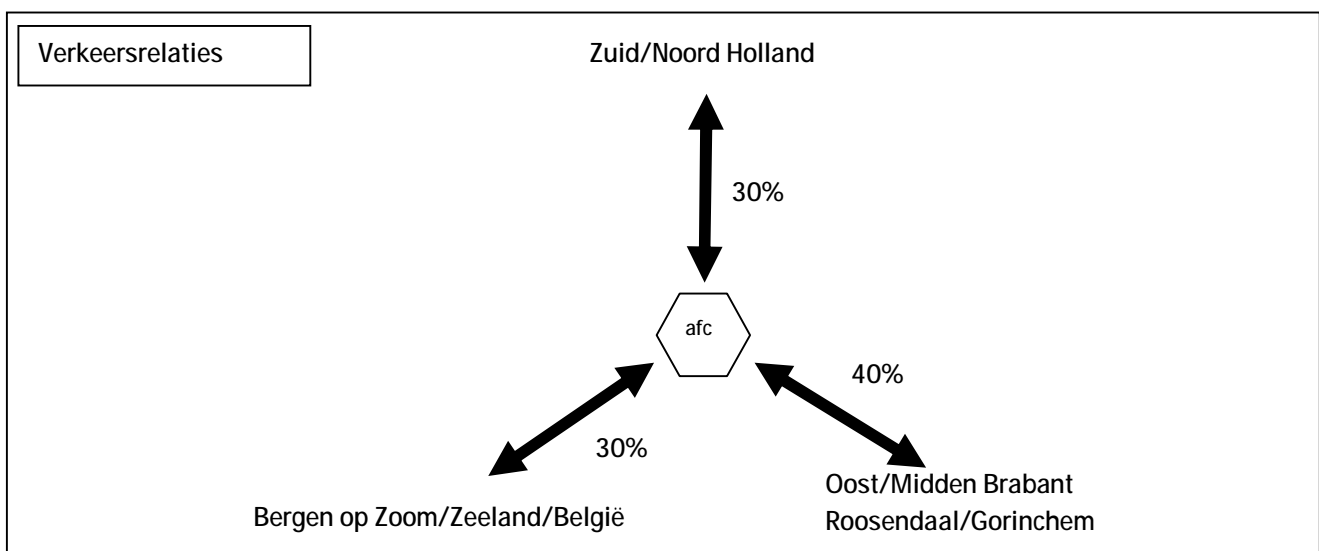 Verkeersrelaties
Zuid/Noord Holland
30%
afc
40%
30%
Oost/Midden Brabant
Roosendaal/Gorinchem
Bergen op Zoom/Zeeland/België